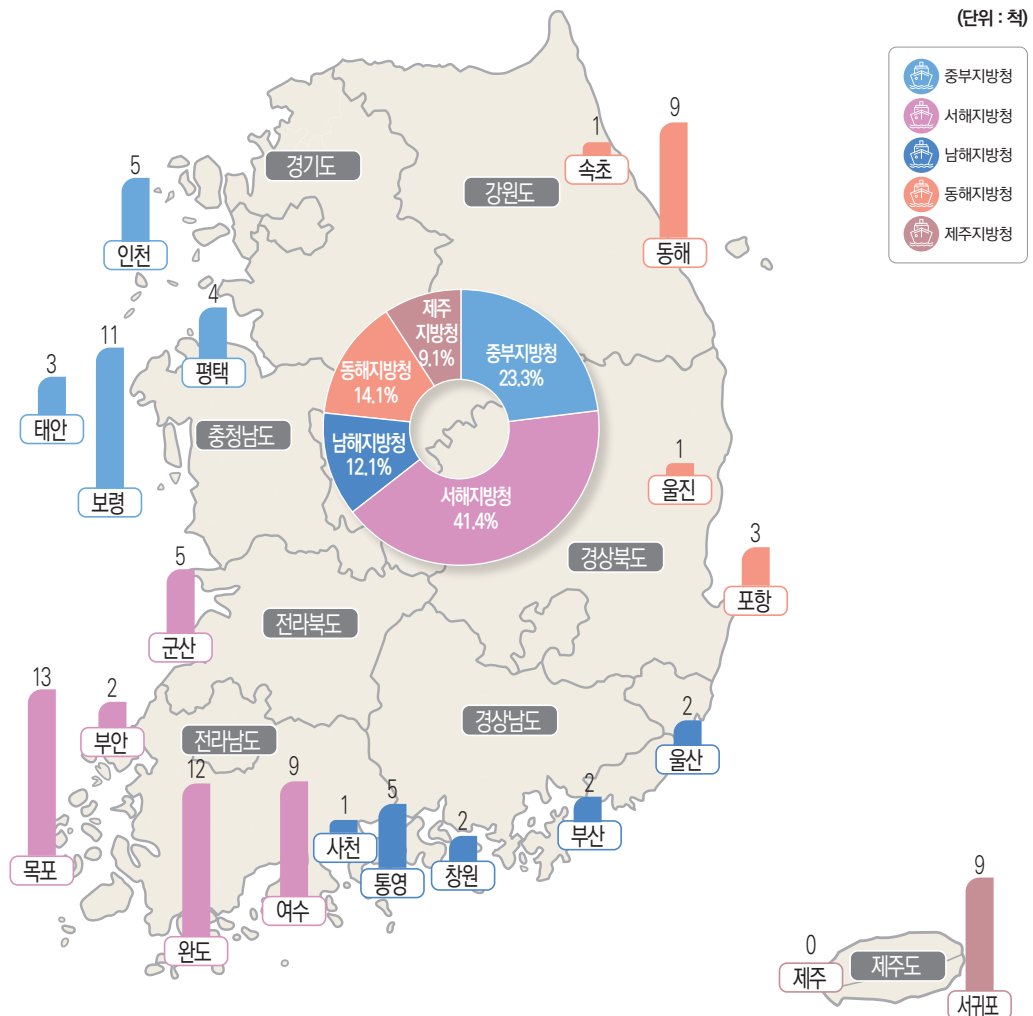 (단위 : 척)
중부지방청
서해지방청
남해지방청
동해지방청
제주지방청
경기도
강원도
충청남도
경상북도
전라북도
경상남도
전라남도
제주도
5
인천
4
평택
3
태안
11
보령
1
속초
9
동해
1
울진
3
포항
제주
지방청
9.1%
중부지방청
23.3%
동해지방청
14.1%
남해지방청
12.1%
서해지방청
41.4%
5
군산
13
목포
2
부안
12
완도
9
여수
1
사천
5
통영
2
창원
2
부산
2
울산
0
제주
9
서귀포